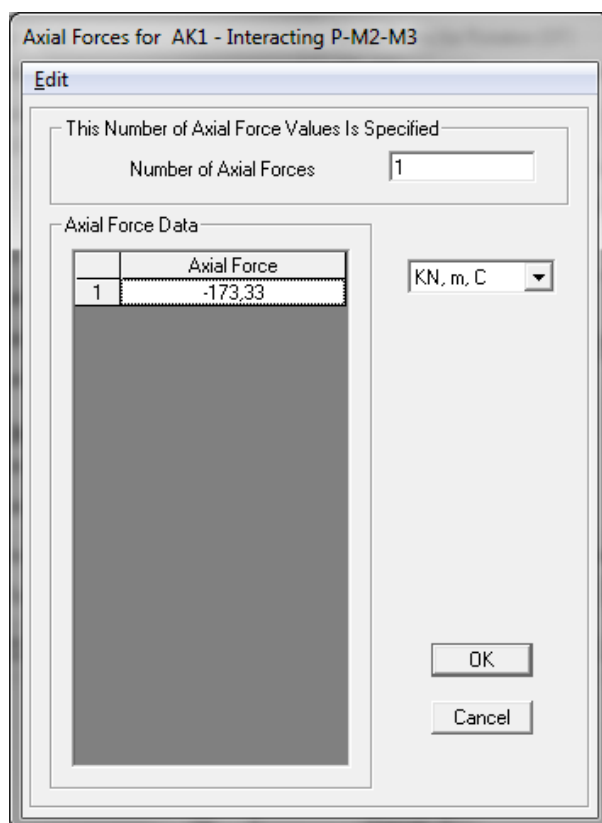 Axial Forces for AK1 - Interacting P-M2-M3
Edit
This Number of Axial Force Values Is Specified
Number of Axial Forces 1
Axial Force Data
Axial Force
1 -173,33
KN, m, C
OK
Cancel